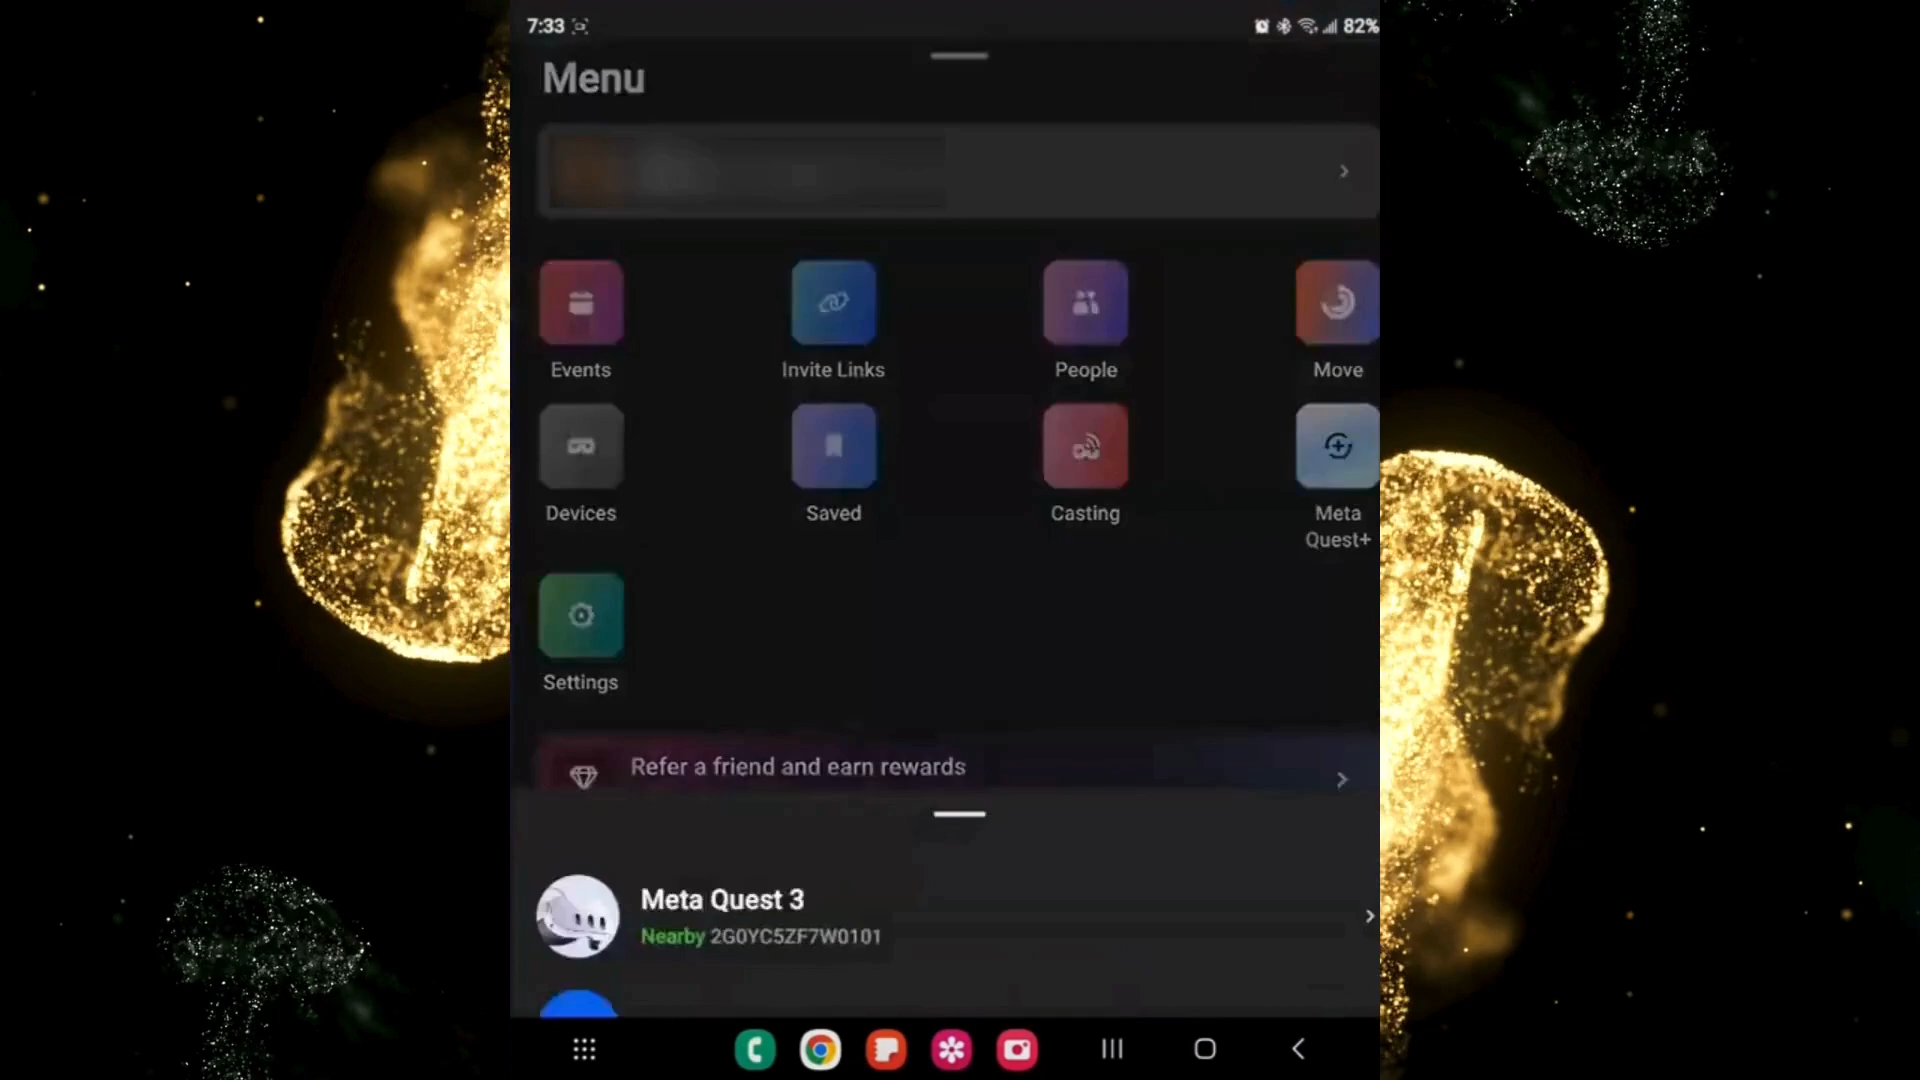 7:33
82%
Menu
Events
Invite Links
People
Move
Devices
Saved
Casting
Meta
Quest+
Settings
Refer a friend and earn rewards
Meta Quest 3
Nearby 2G0YC5ZF7W0101